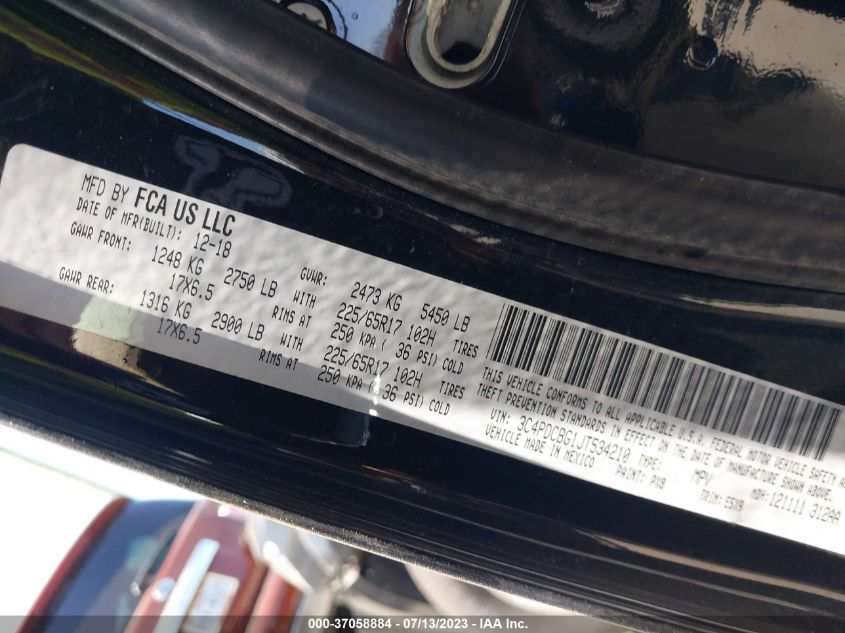 MFD BY FCA US LLC
DATE OF MFR(BUILT): 12-18
GAWR FRONT: 1248 KG 2750 LB
17X6.5
GAWR REAR: 1316 KG 2900 LB
17X6.5
GVWR: 2473 KG 5450 LB
WITH 225/65R17 102H TIRES
RIMS AT 250 KPA ( 36 PSI) COLD
WITH 225/65R17 102H TIRES
RIMS AT 250 KPA ( 36 PSI) COLD
THIS VEHICLE CONFORMS TO ALL APPLICABLE U.S.A. FEDERAL MOTOR VEHICLE SAFETY
THEFT PREVENTION STANDARDS IN EFFECT ON THE DATE OF MANUFACTURE SHOWN ABOVE.
VIN: 3C4PDCBG1JT534210 TYPE: MPV
VEHICLE MADE IN MEXICO PAINT: PX8 MDH: 121111 312AA
TRIM: E5X9
000-37058884 - 07/13/2023 - IAA Inc.